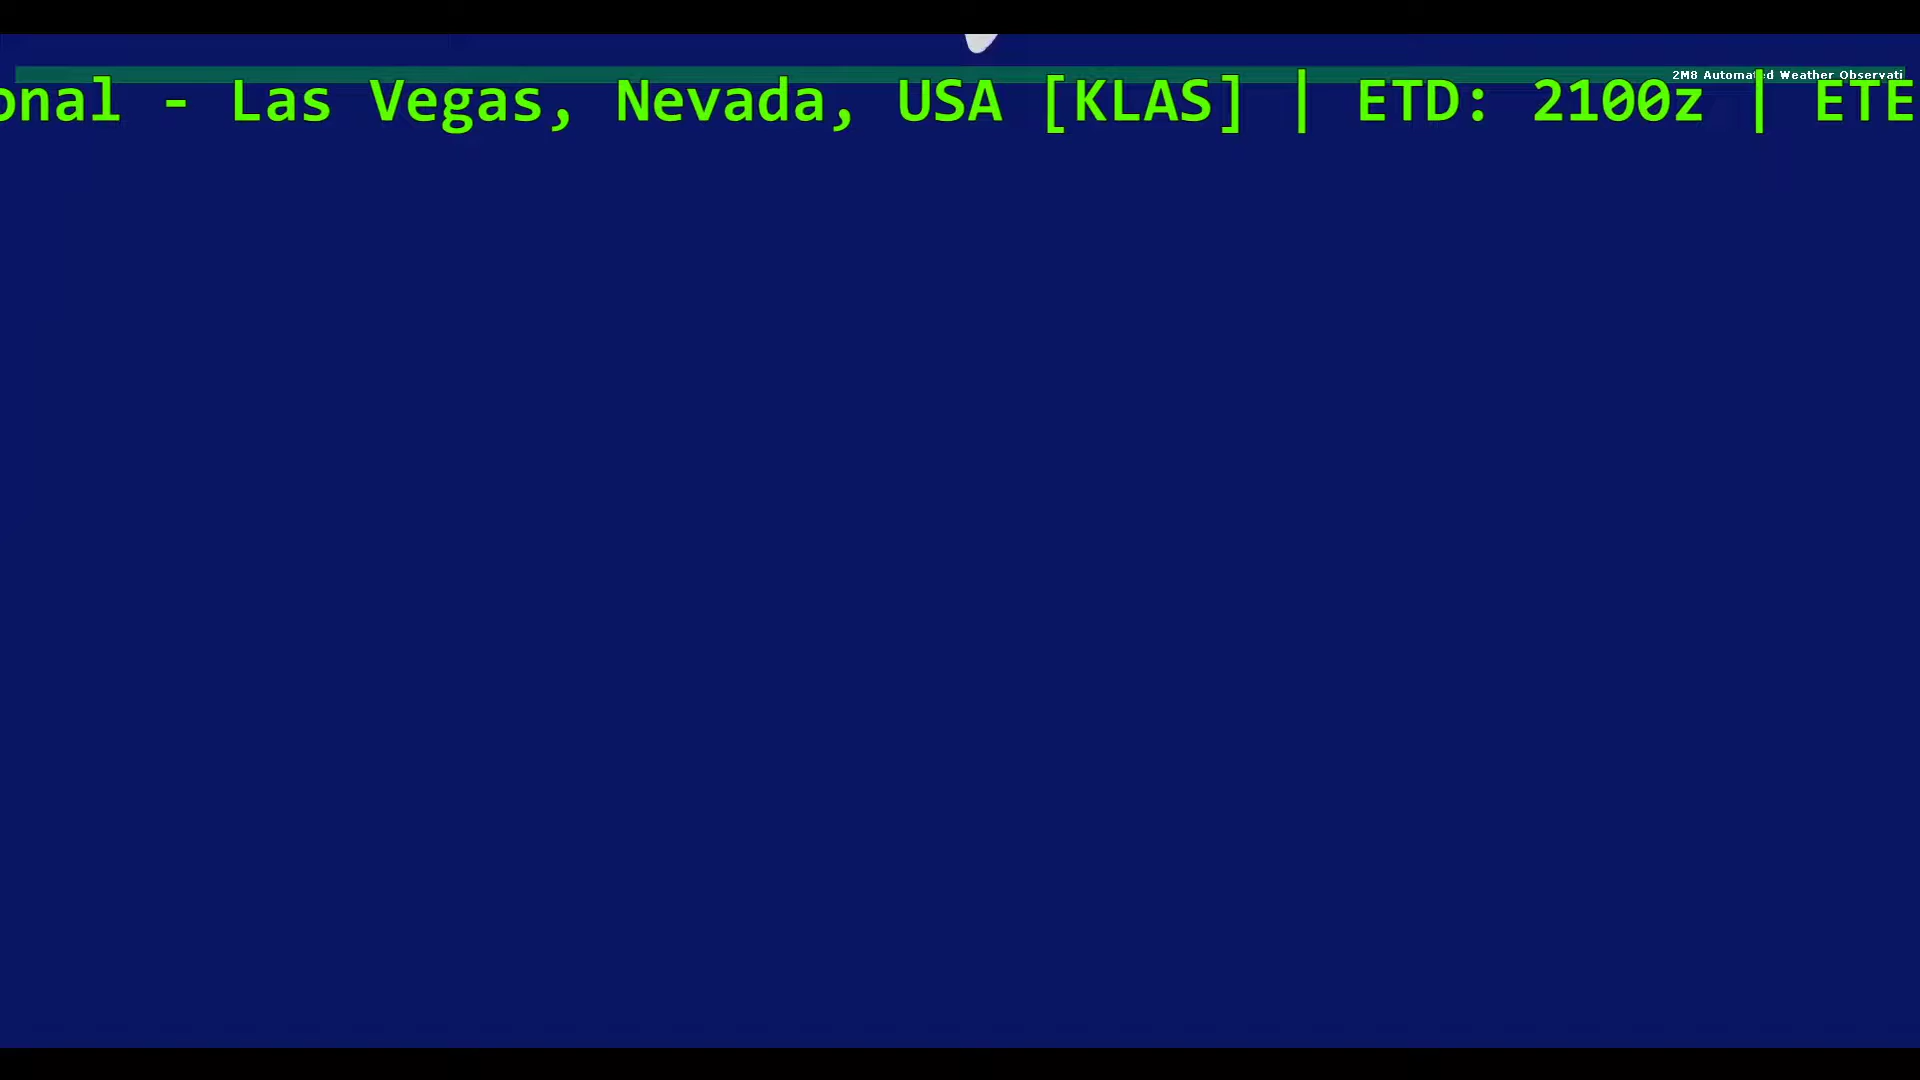 2M8 Automated Weather Observati
onal - Las Vegas, Nevada, USA [KLAS] | ETD: 2100z | ETE